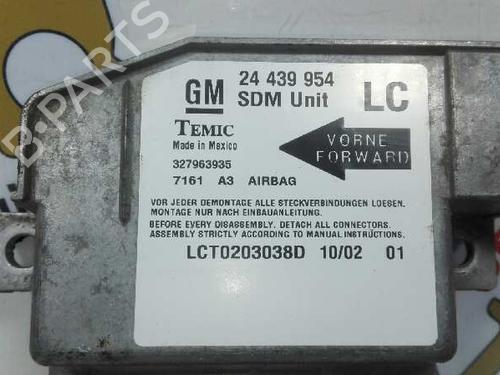 GM 24 439 954 LC
SDM Unit
TEMIC
Made in Mexico
VORNE
FORWARD
327963935
7161 A3 AIRBAG
VOR JEDER DEMONTAGE ALLE STECKVERBINDUNGEN LOESEN.
MONTAGE NUR NACH EINBAUANLEITUNG.
BEFORE EVERY DISASSEMBLY. DETACH ALL CONNECTORS.
ASSEMBLY STRICTLY ACCORDING TO MANUAL INSTRUCTIONS.
LCT0203038D 10/02 01
B-PARTS